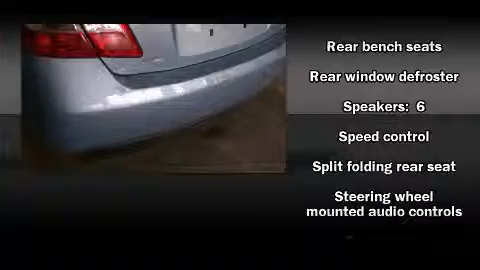 Rear bench seats
Rear window defroster
Speakers:  6
Speed control
Split folding rear seat
Steering wheel
mounted audio controls